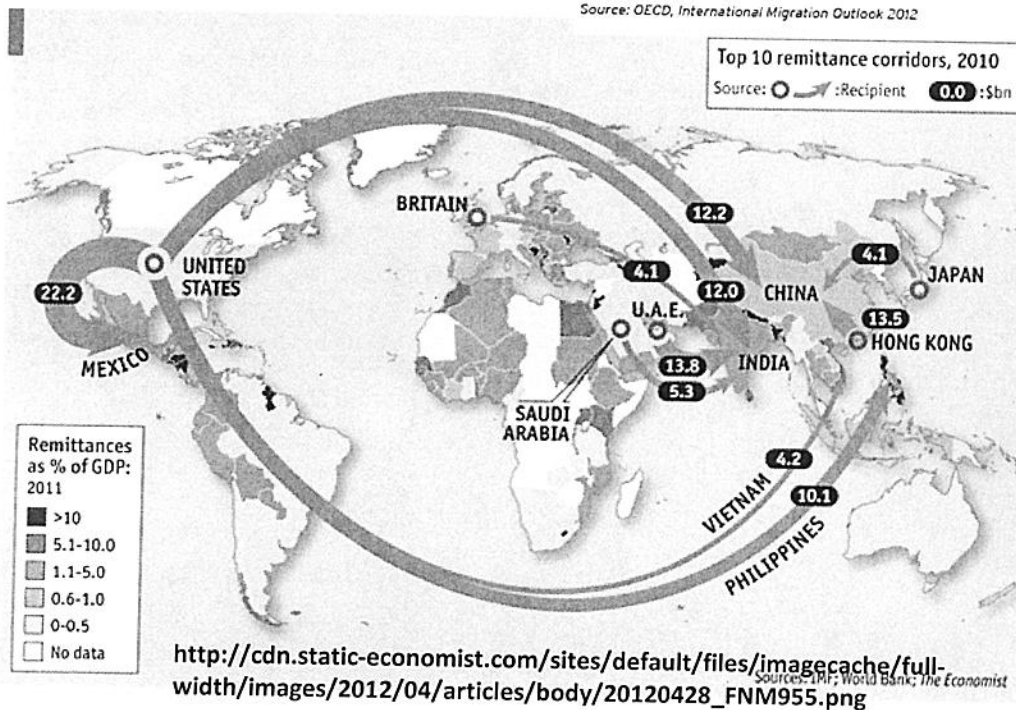 Source: OECD, International Migration Outlook 2012
Top 10 remittance corridors, 2010
Source: :Recipient 0.0 :$bn
BRITAIN
12.2
4.1
4.1
JAPAN
UNITED
STATES
22.2
12.0
CHINA
U.A.E.
13.5
HONG KONG
MEXICO
13.8
INDIA
5.3
SAUDI
ARABIA
Remittances
as % of GDP:
2011
>10
5.1-10.0
1.1-5.0
0.6-1.0
0-0.5
No data
4.2
VIETNAM
10.1
PHILIPPINES
http://cdn.static-economist.com/sites/default/files/imagecache/full-
width/images/2012/04/articles/body/20120428_FNM955.png
Sources: IMF; World Bank; The Economist